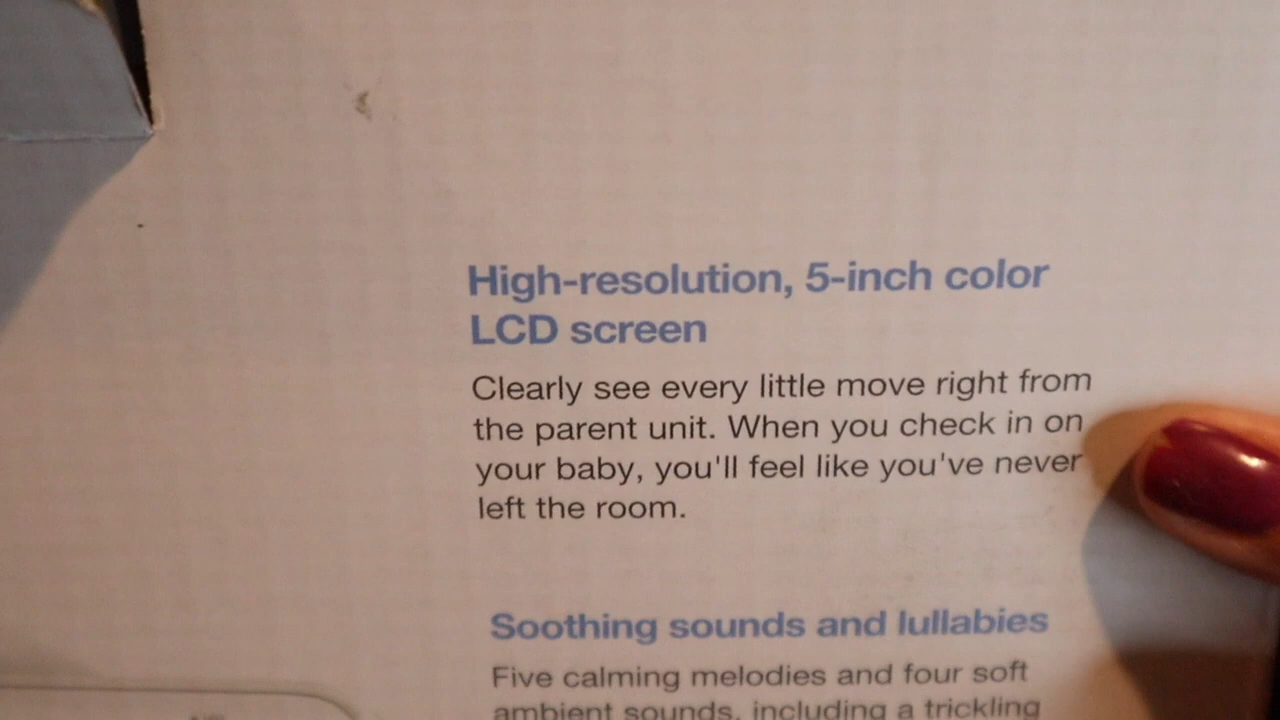 High-resolution, 5-inch color
LCD screen
Clearly see every little move right from
the parent unit. When you check in on
your baby, you'll feel like you've never
left the room.
Soothing sounds and lullabies
Five calming melodies and four soft
ambient sounds, including a trickling